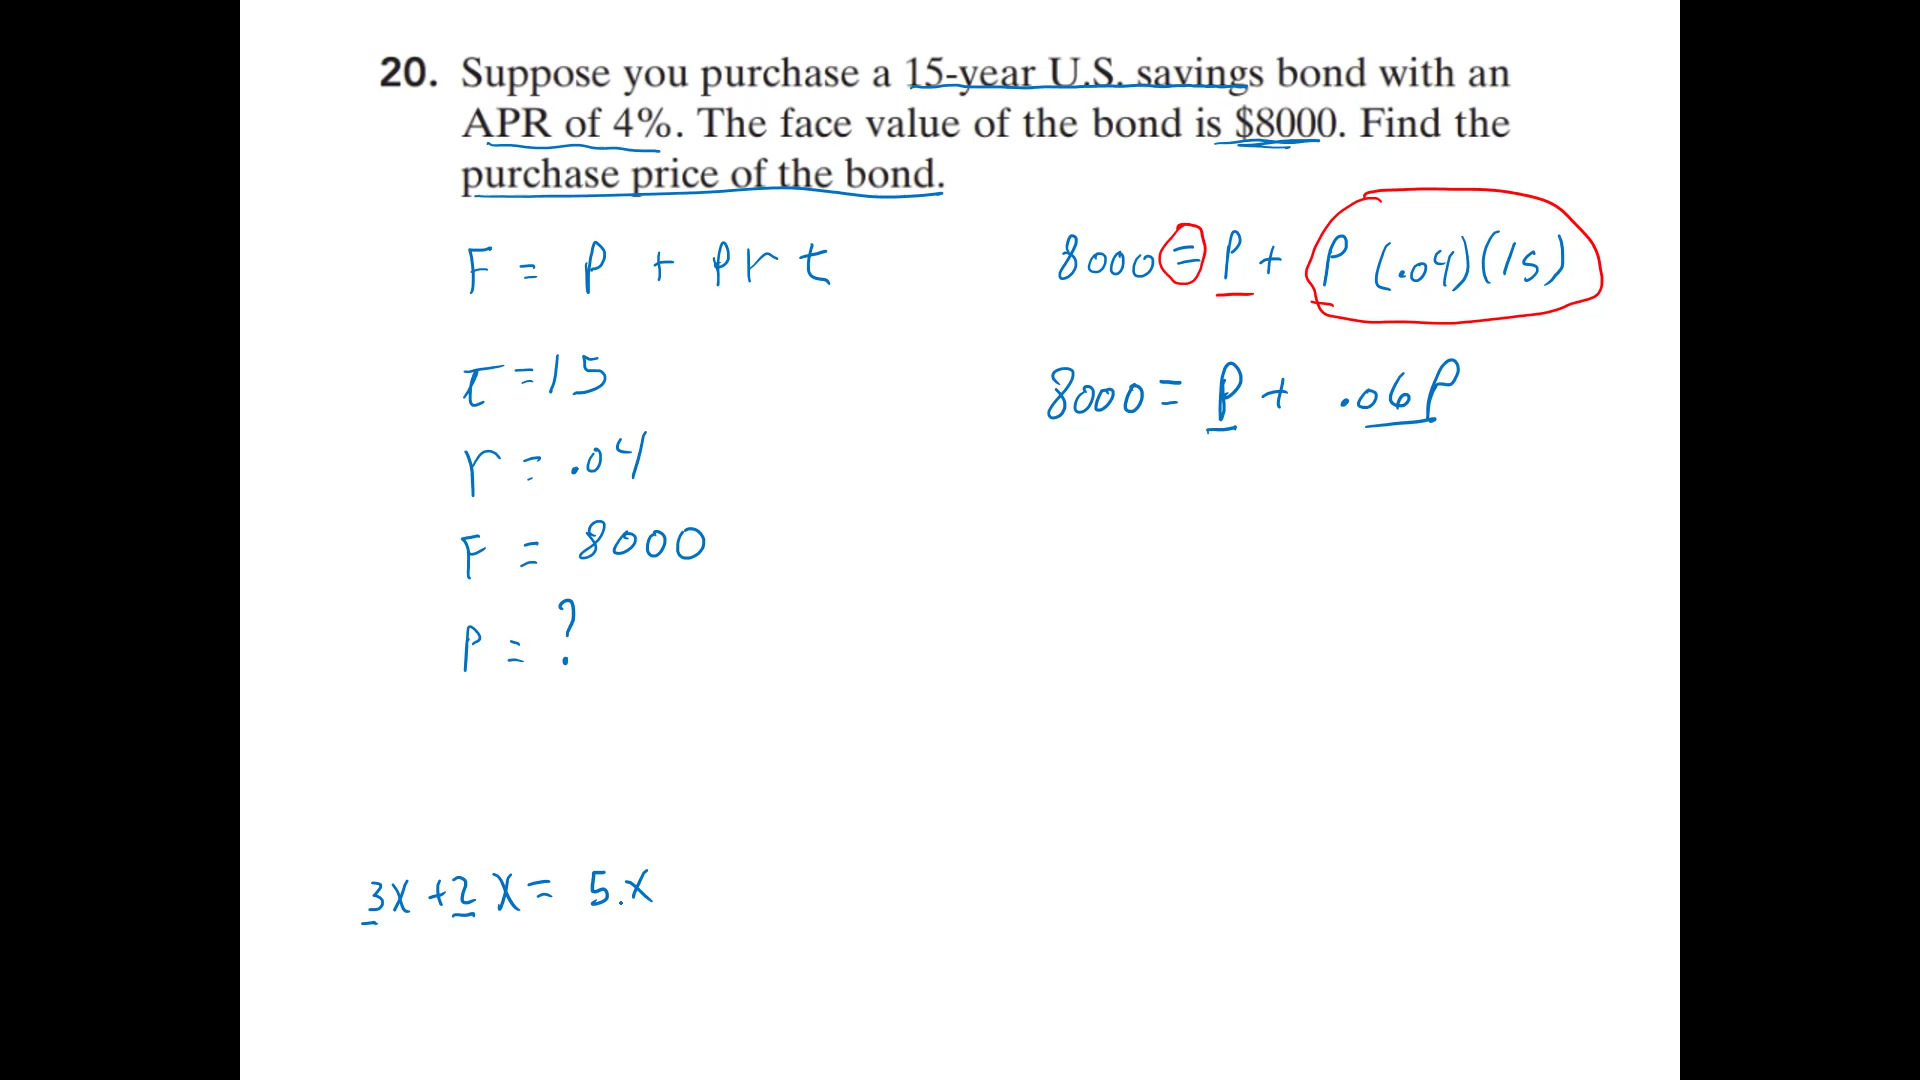 20. Suppose you purchase a 15-year U.S. savings bond with an
APR of 4%. The face value of the bond is $8000. Find the
purchase price of the bond.
F = P + P r t
8000 = P + P (.04)(15)
t = 15
8000 = P + .06P
r = .04
F = 8000
P = ?
3x + 2x = 5.x